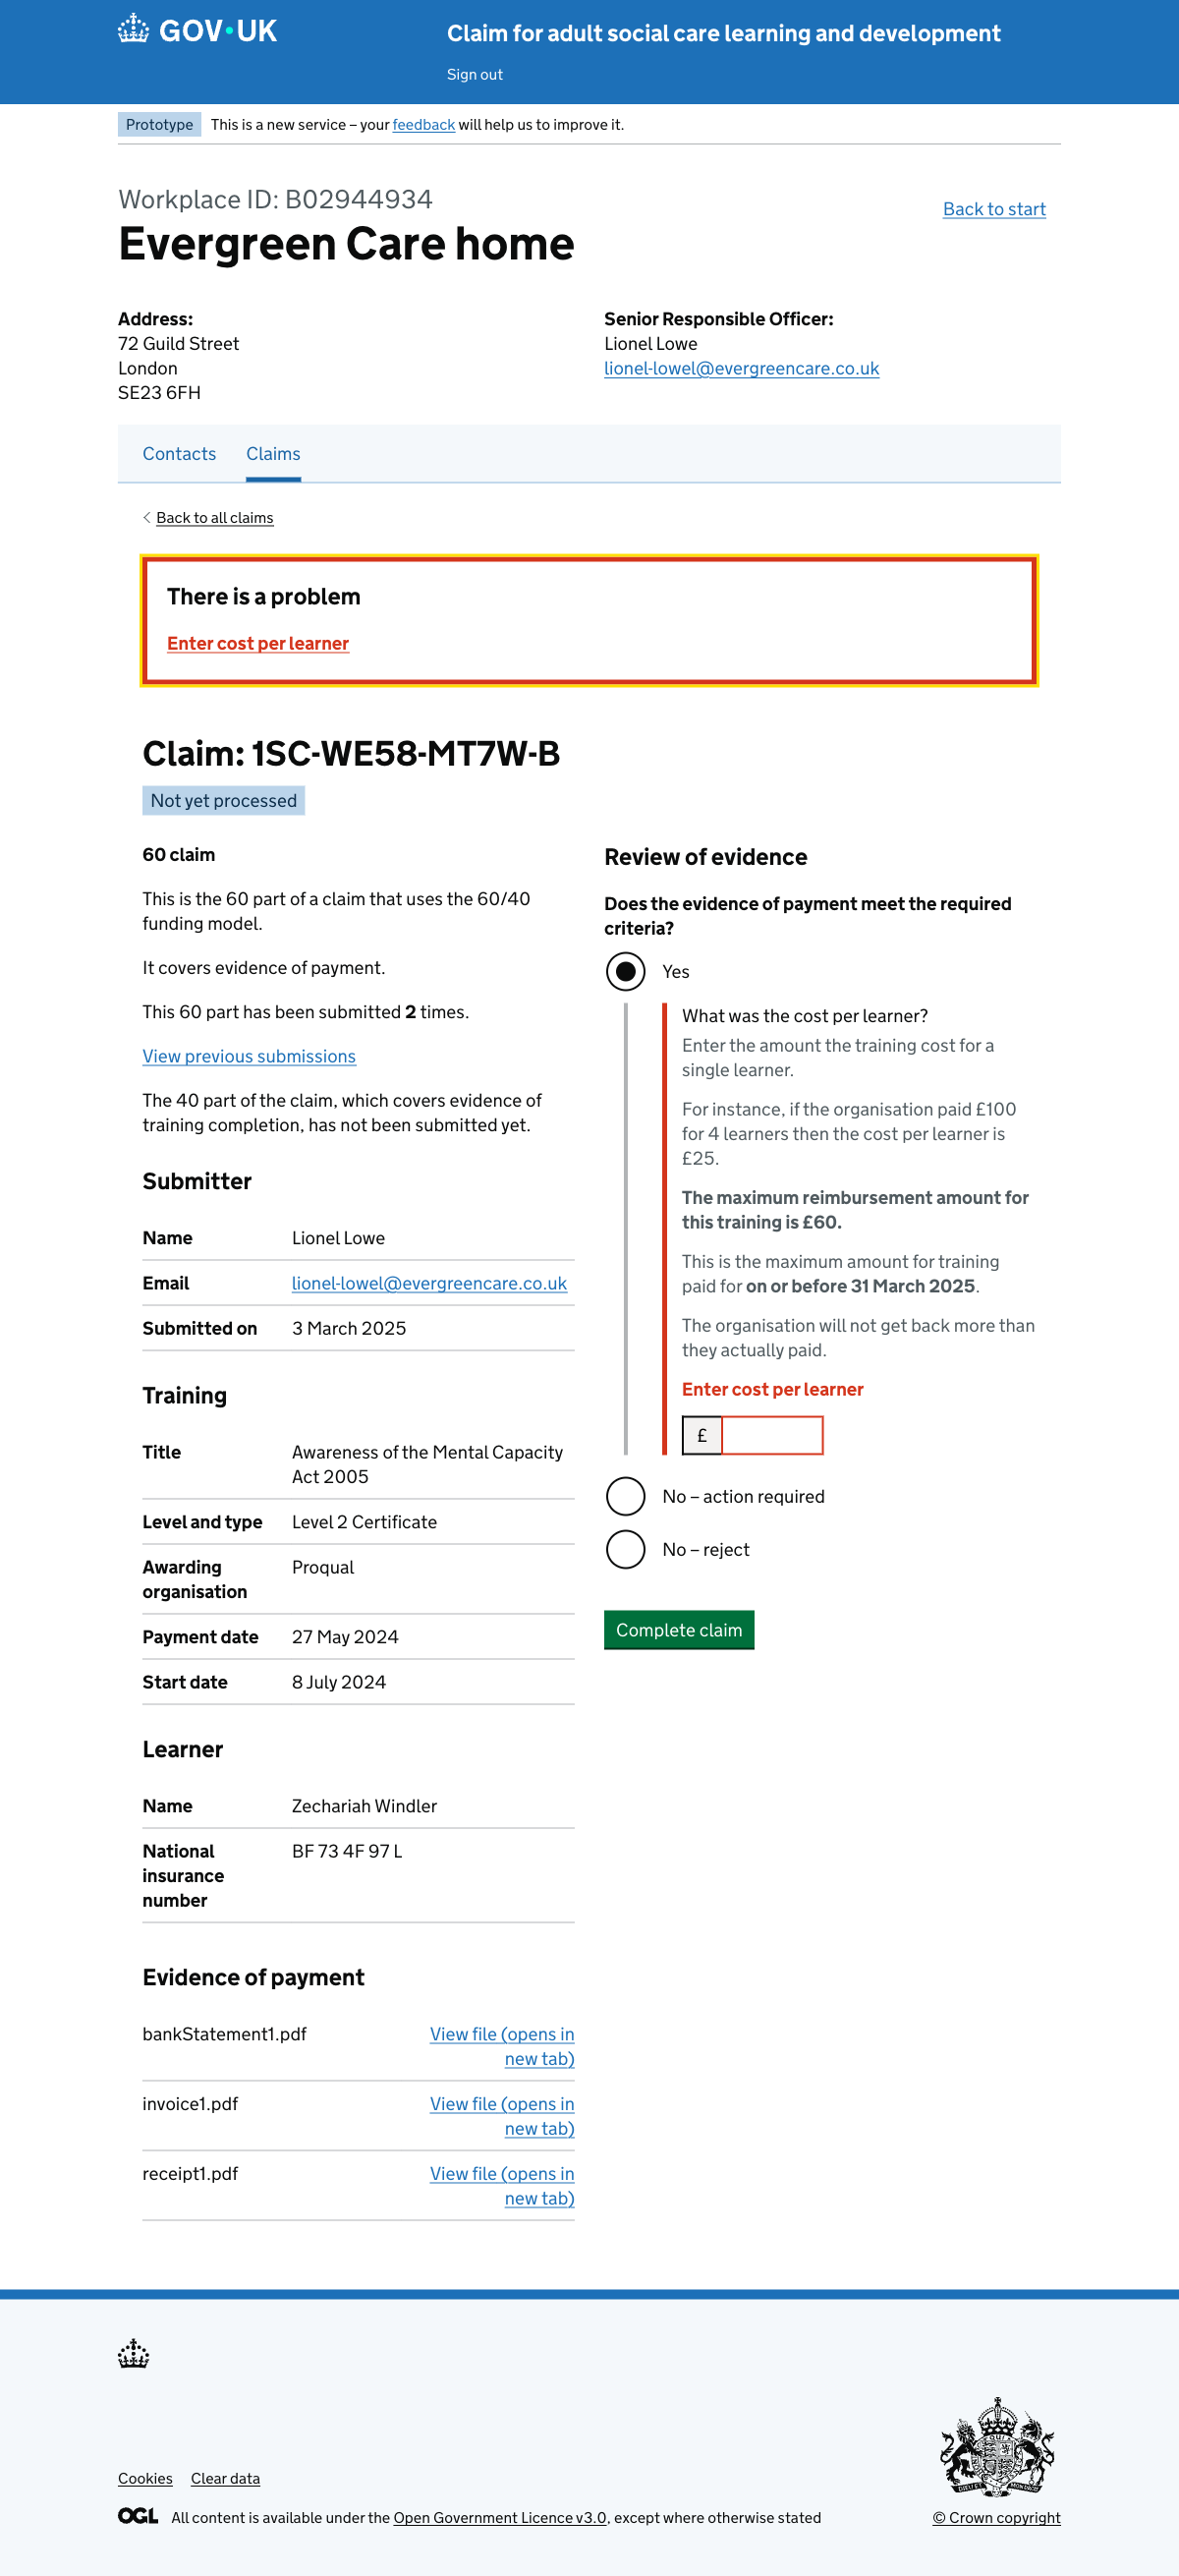 GOV·UK
Claim for adult social care learning and development
Sign out
Prototype This is a new service – your feedback will help us to improve it.
Workplace ID: B02944934
Back to start
Evergreen Care home
Address:
72 Guild Street
London
SE23 6FH
Senior Responsible Officer:
Lionel Lowe
lionel-lowel@evergreencare.co.uk
Contacts Claims
Back to all claims
There is a problem
Enter cost per learner
Claim: 1SC-WE58-MT7W-B
Not yet processed
60 claim
This is the 60 part of a claim that uses the 60/40
funding model.
It covers evidence of payment.
This 60 part has been submitted 2 times.
View previous submissions
The 40 part of the claim, which covers evidence of
training completion, has not been submitted yet.
Submitter
Name Lionel Lowe
Email lionel-lowel@evergreencare.co.uk
Submitted on 3 March 2025
Training
Title Awareness of the Mental Capacity
Act 2005
Level and type Level 2 Certificate
Awarding Proqual
organisation
Payment date 27 May 2024
Start date 8 July 2024
Learner
Name Zechariah Windler
National BF 73 4F 97 L
insurance
number
Evidence of payment
bankStatement1.pdf View file (opens in
new tab)
invoice1.pdf View file (opens in
new tab)
receipt1.pdf View file (opens in
new tab)
Review of evidence
Does the evidence of payment meet the required
criteria?
Yes
What was the cost per learner?
Enter the amount the training cost for a
single learner.
For instance, if the organisation paid £100
for 4 learners then the cost per learner is
£25.
The maximum reimbursement amount for
this training is £60.
This is the maximum amount for training
paid for on or before 31 March 2025.
The organisation will not get back more than
they actually paid.
Enter cost per learner
£
No – action required
No – reject
Complete claim
Cookies Clear data
OGL All content is available under the Open Government Licence v3.0, except where otherwise stated
© Crown copyright